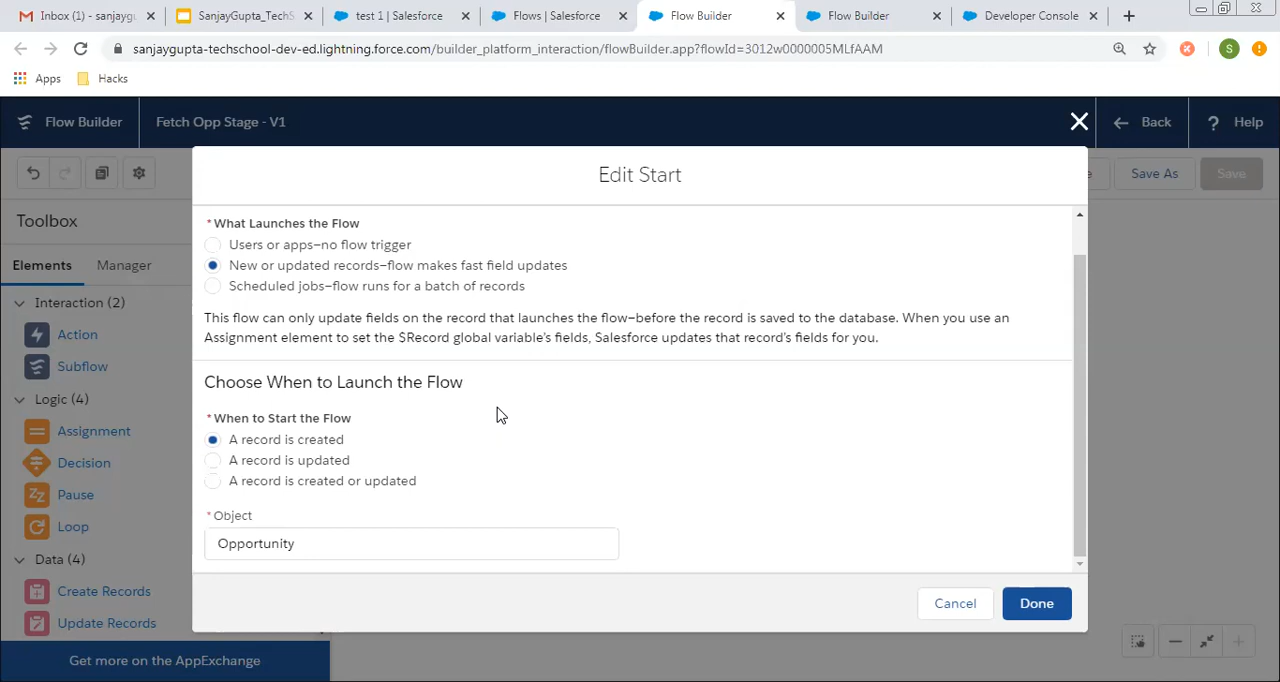 Inbox (1) - sanjayg
SanjayGupta_TechS
test 1 | Salesforce
Flows | Salesforce
Flow Builder
Flow Builder
Developer Console
sanjaygupta-techschool-dev-ed.lightning.force.com/builder_platform_interaction/flowBuilder.app?flowId=3012w0000005MLfAAM
S
Apps
Hacks
Flow Builder
Fetch Opp Stage - V1
Back
? Help
Edit Start
Save As
Save
Toolbox
Elements
Manager
Interaction (2)
Action
Subflow
Logic (4)
Assignment
Decision
Pause
Loop
Data (4)
Create Records
Update Records
Get more on the AppExchange
*What Launches the Flow
Users or apps—no flow trigger
New or updated records—flow makes fast field updates
Scheduled jobs—flow runs for a batch of records
This flow can only update fields on the record that launches the flow—before the record is saved to the database. When you use an
Assignment element to set the $Record global variable's fields, Salesforce updates that record's fields for you.
Choose When to Launch the Flow
*When to Start the Flow
A record is created
A record is updated
A record is created or updated
*Object
Opportunity
Cancel
Done